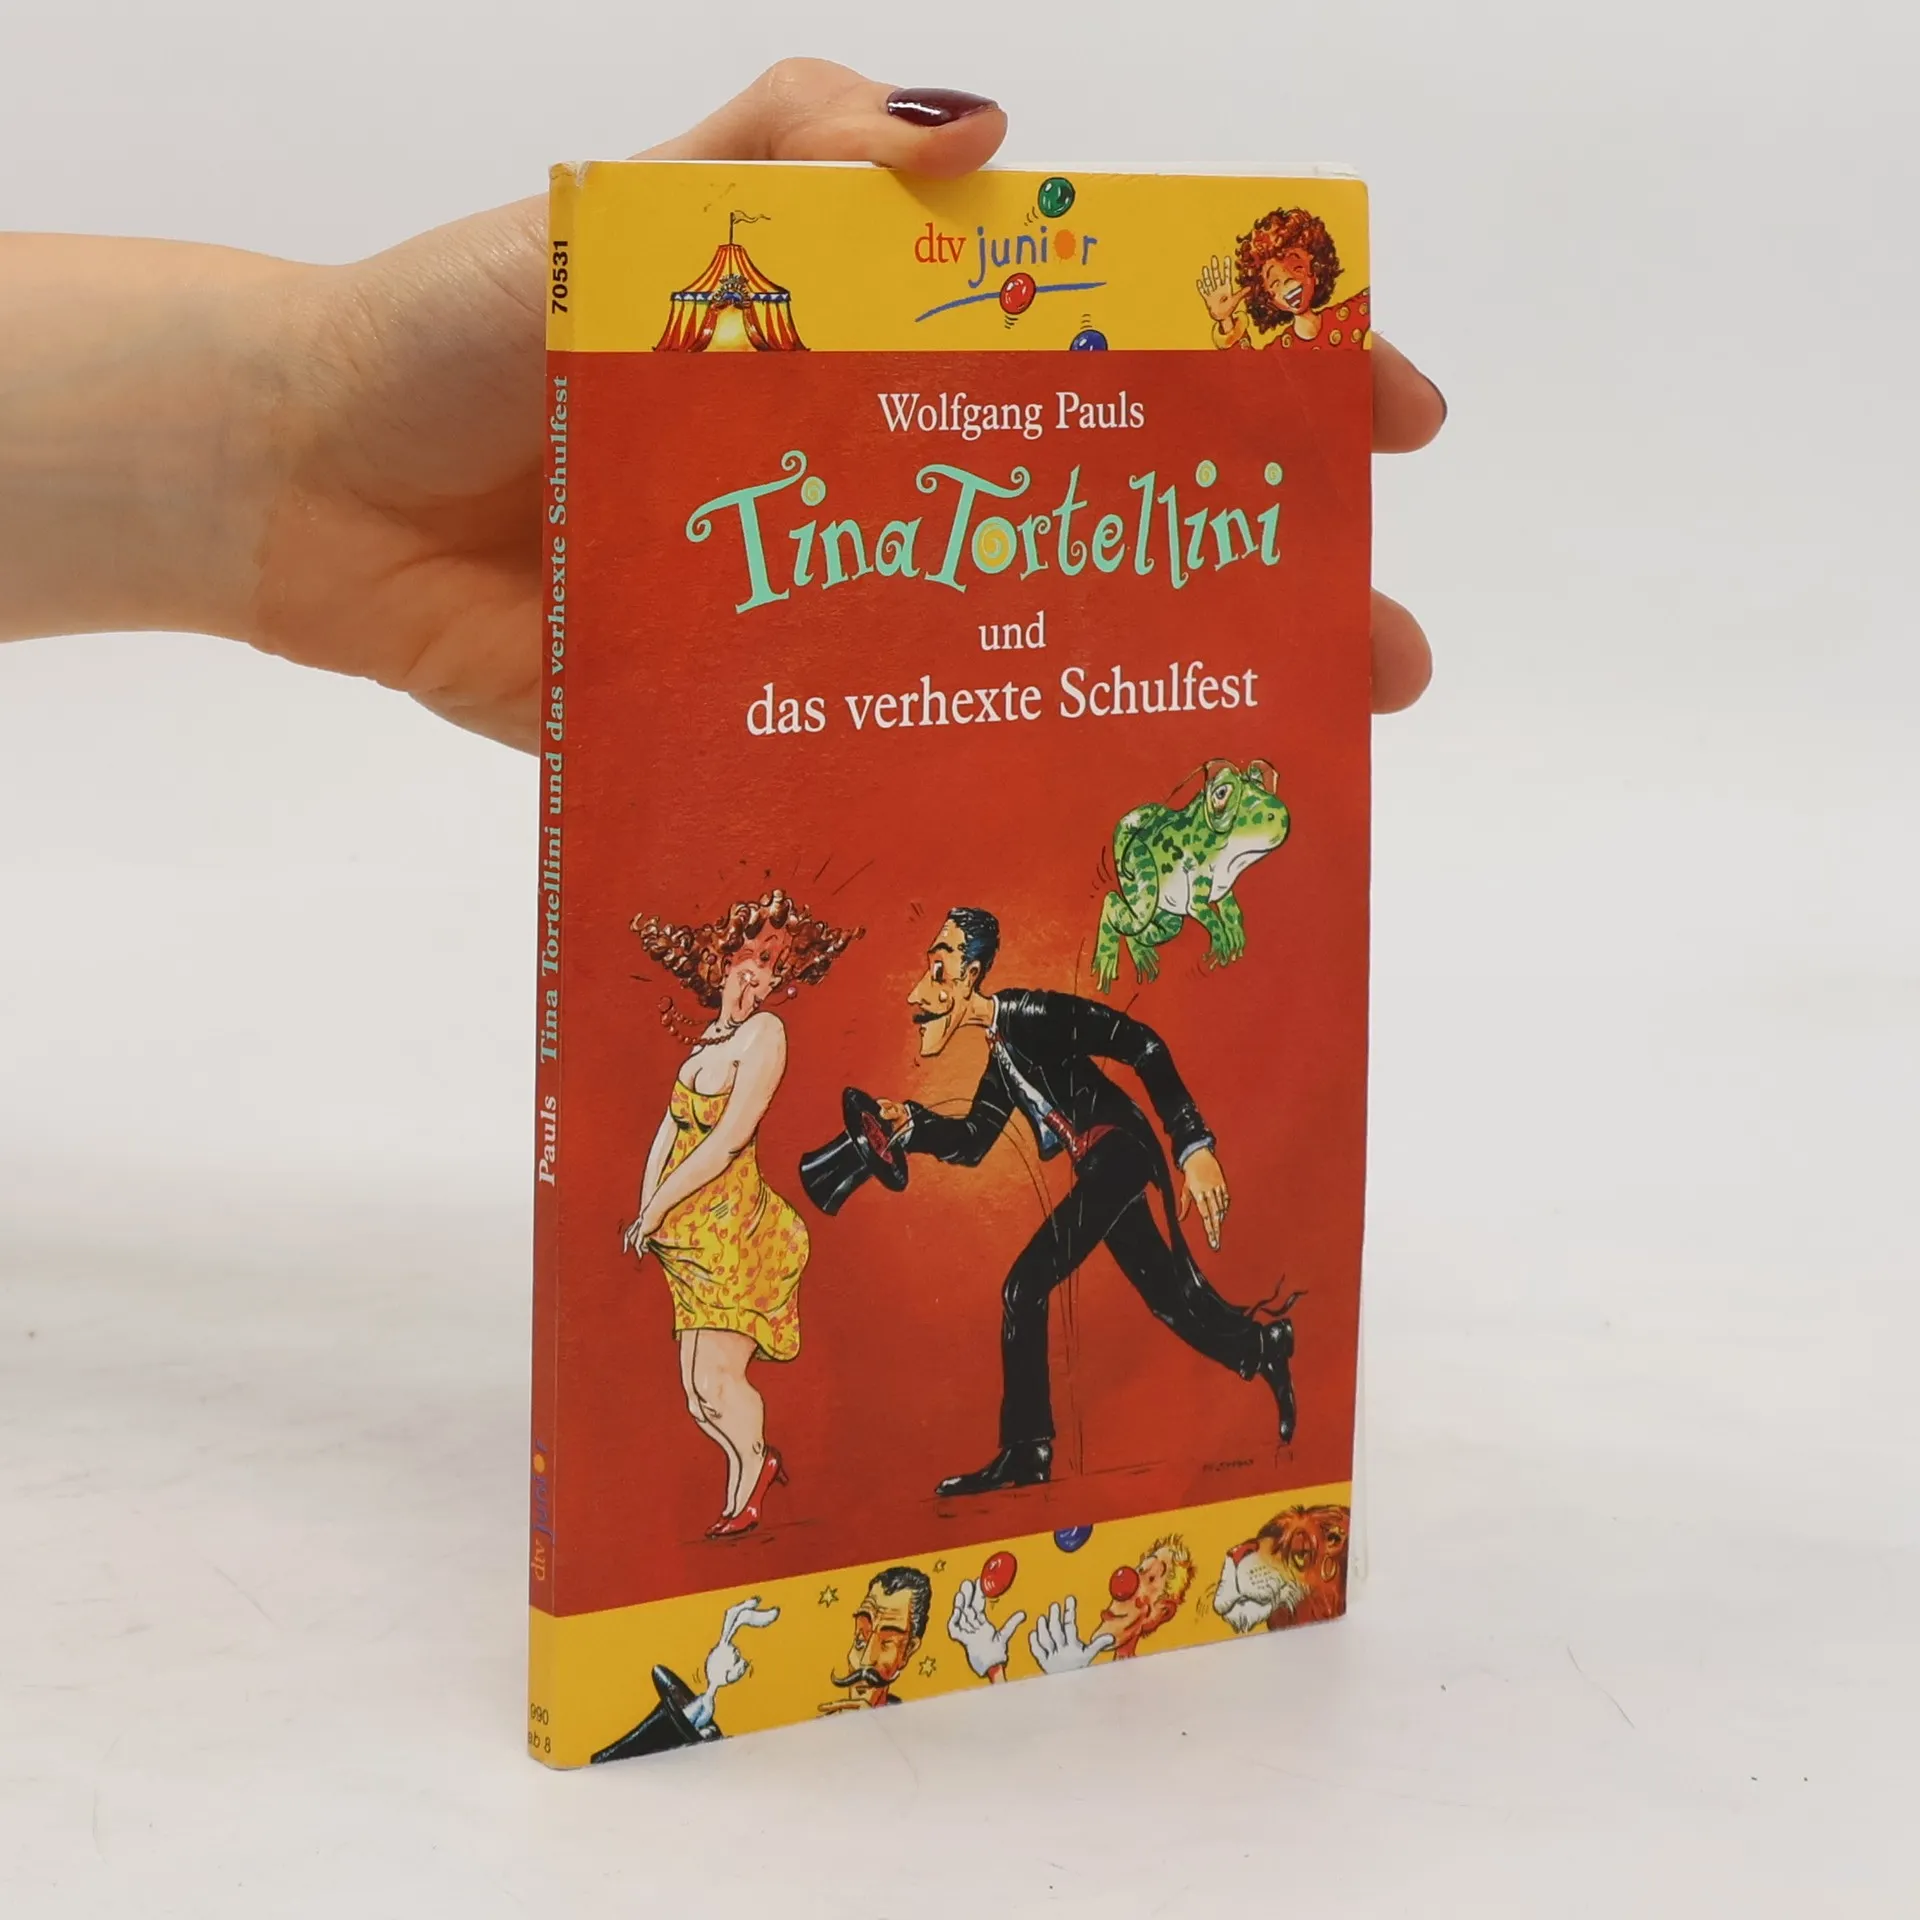 dtv junior
Wolfgang Pauls
Tina Tortellini
und
das verhexte Schulfest
70531
Pauls Tina Tortellini und das verhexte Schulfest
dtv junior
990
ab 8